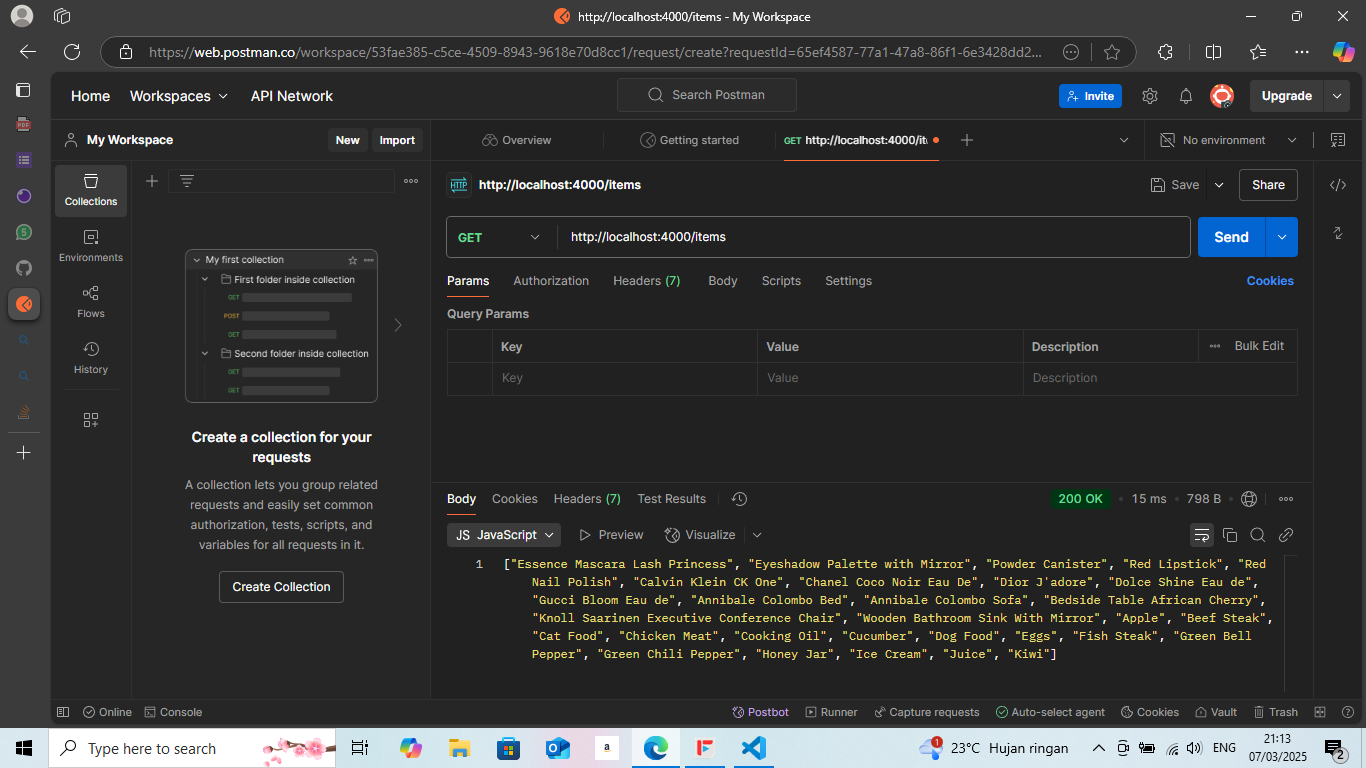 http://localhost:4000/items - My Workspace
https://web.postman.co/workspace/53fae385-c5ce-4509-8943-9618e70d8cc1/request/create?requestId=65ef4587-77a1-47a8-86f1-6e3428dd2...
Home Workspaces API Network
Search Postman
Invite
Upgrade
My Workspace
New Import
Overview
Getting started
GET http://localhost:4000/it
No environment
Collections
Environments
Flows
History
My first collection
First folder inside collection
GET
POST
GET
Second folder inside collection
GET
GET
Create a collection for your
requests
A collection lets you group related
requests and easily set common
authorization, tests, scripts, and
variables for all requests in it.
Create Collection
HTTP http://localhost:4000/items
Save Share
GET http://localhost:4000/items
Send
Params Authorization Headers (7) Body Scripts Settings Cookies
Query Params
Key Value Description Bulk Edit
Key Value Description
Body Cookies Headers (7) Test Results
200 OK • 15 ms • 798 B
JS JavaScript Preview Visualize
1 ["Essence Mascara Lash Princess", "Eyeshadow Palette with Mirror", "Powder Canister", "Red Lipstick", "Red
Nail Polish", "Calvin Klein CK One", "Chanel Coco Noir Eau De", "Dior J'adore", "Dolce Shine Eau de",
"Gucci Bloom Eau de", "Annibale Colombo Bed", "Annibale Colombo Sofa", "Bedside Table African Cherry",
"Knoll Saarinen Executive Conference Chair", "Wooden Bathroom Sink With Mirror", "Apple", "Beef Steak",
"Cat Food", "Chicken Meat", "Cooking Oil", "Cucumber", "Dog Food", "Eggs", "Fish Steak", "Green Bell
Pepper", "Green Chili Pepper", "Honey Jar", "Ice Cream", "Juice", "Kiwi"]
Online Console
Postbot Runner Capture requests Auto-select agent Cookies Vault Trash
Type here to search
1
23°C Hujan ringan
ENG
21:13
07/03/2025
2